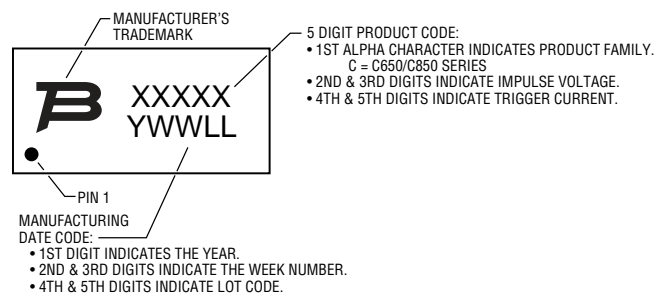 MANUFACTURER'S
TRADEMARK
5 DIGIT PRODUCT CODE:
• 1ST ALPHA CHARACTER INDICATES PRODUCT FAMILY.
C = C650/C850 SERIES
• 2ND & 3RD DIGITS INDICATE IMPULSE VOLTAGE.
• 4TH & 5TH DIGITS INDICATE TRIGGER CURRENT.
B
XXXXX
YWWLL
PIN 1
MANUFACTURING
DATE CODE:
• 1ST DIGIT INDICATES THE YEAR.
• 2ND & 3RD DIGITS INDICATE THE WEEK NUMBER.
• 4TH & 5TH DIGITS INDICATE LOT CODE.